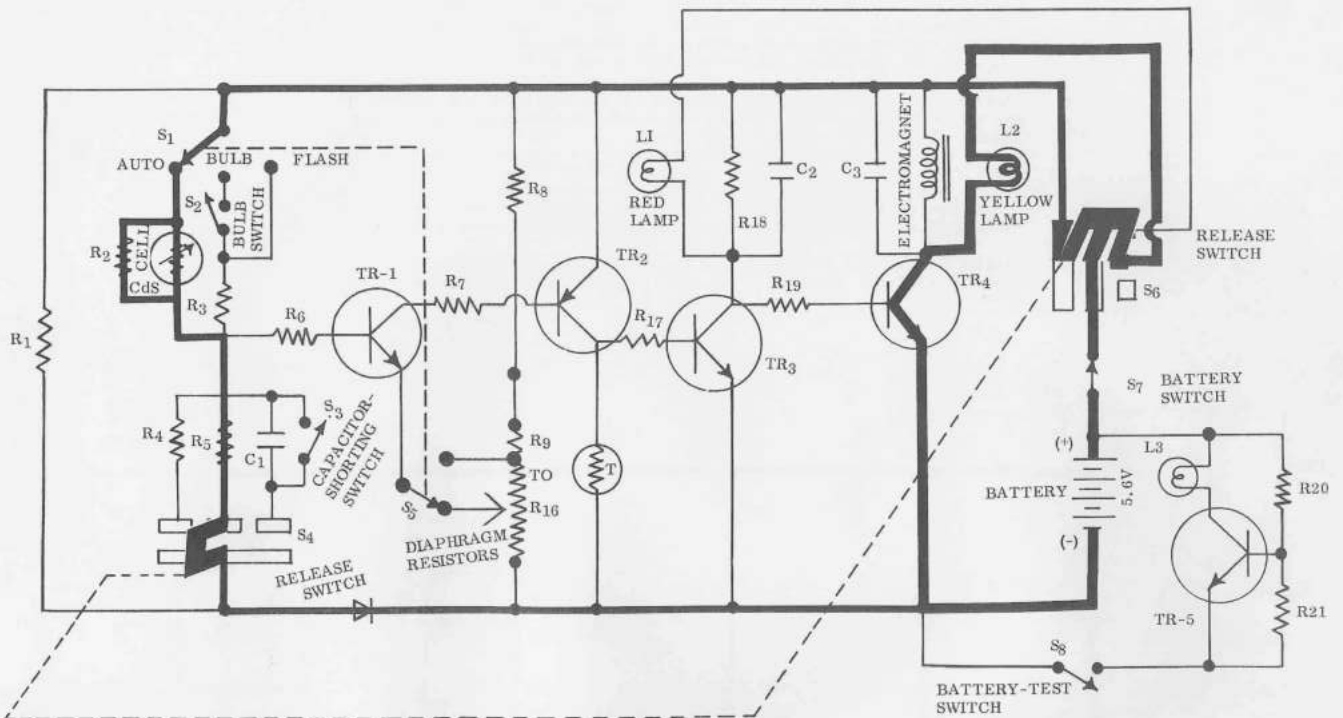 S1
AUTO
BULB
FLASH
S2
BULB
SWITCH
R2
CELL
CdS
R3
R1
R6
TR-1
R7
R8
TR2
L1
RED
LAMP
R18
C2
C3
ELECTROMAGNET
L2
YELLOW
LAMP
RELEASE
SWITCH
S6
R17
TR3
R19
TR4
S7
BATTERY
SWITCH
R4
R5
C1
S3
CAPACITOR-
SHORTING
SWITCH
S4
S5
R9
TO
R16
DIAPHRAGM
RESISTORS
T
RELEASE
SWITCH
(+)
BATTERY
5.6V
(-)
L3
R20
R21
TR-5
S8
BATTERY-TEST
SWITCH